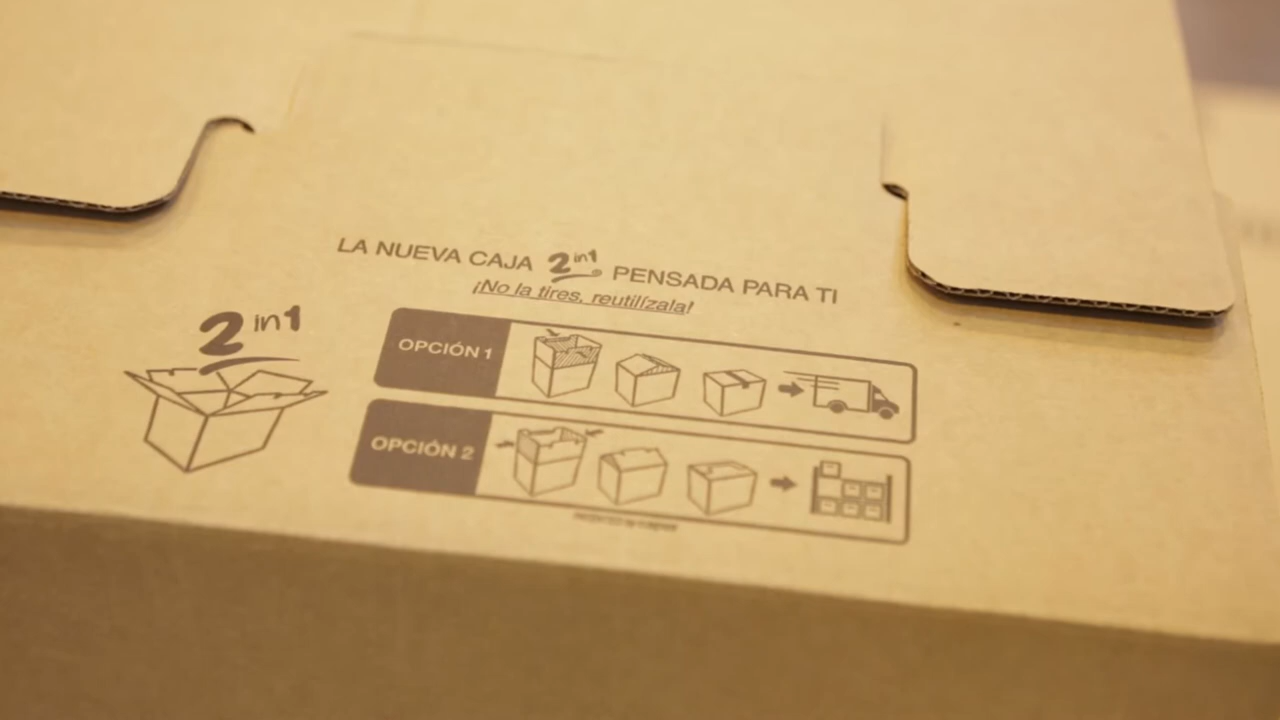 LA NUEVA CAJA 2 in 1 PENSADA PARA TI
¡No la tires, reutilízala!
2 in 1
OPCIÓN 1
OPCIÓN 2